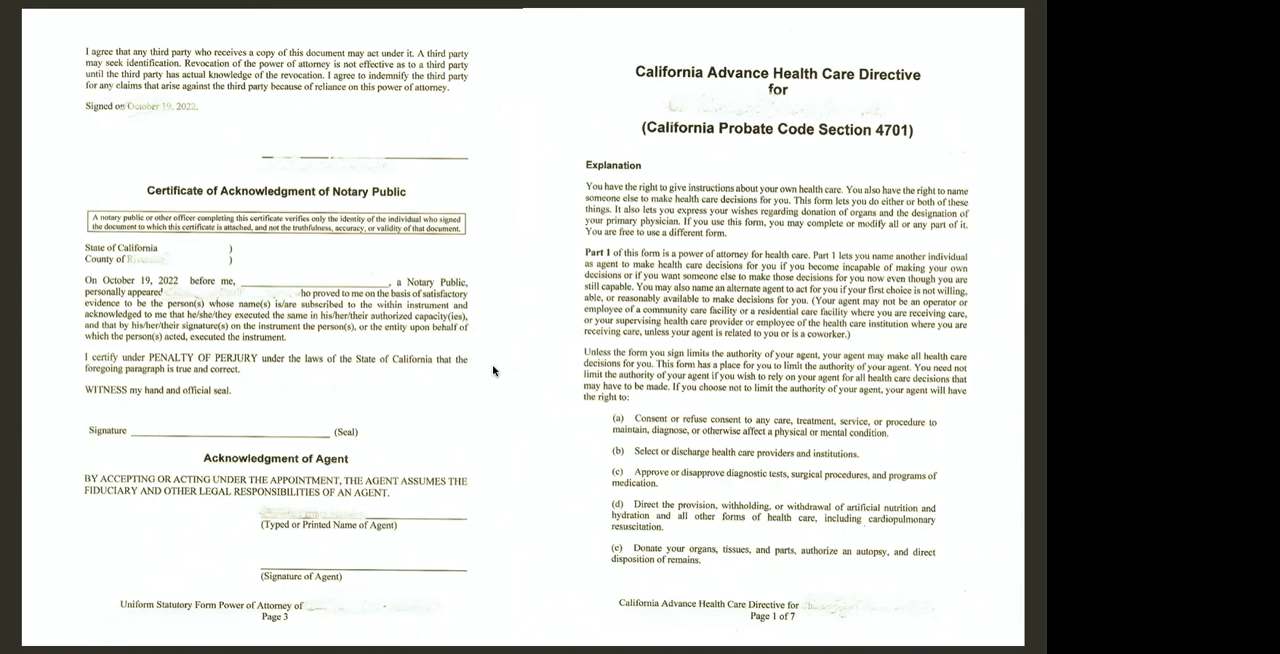 I agree that any third party who receives a copy of this document may act under it. A third party
may seek identification. Revocation of the power of attorney is not effective as to a third party
until the third party has actual knowledge of the revocation. I agree to indemnify the third party
for any claims that arise against the third party because of reliance on this power of attorney.
Signed on October 19, 2022.
Certificate of Acknowledgment of Notary Public
A notary public or other officer completing this certificate verifies only the identity of the individual who signed
the document to which this certificate is attached, and not the truthfulness, accuracy, or validity of that document.
State of California )
County of Riverside )
On October 19, 2022 before me, , a Notary Public,
personally appeared ho proved to me on the basis of satisfactory
evidence to be the person(s) whose name(s) is/are subscribed to the within instrument and
acknowledged to me that he/she/they executed the same in his/her/their authorized capacity(ies),
and that by his/her/their signature(s) on the instrument the person(s), or the entity upon behalf of
which the person(s) acted, executed the instrument.
I certify under PENALTY OF PERJURY under the laws of the State of California that the
foregoing paragraph is true and correct.
WITNESS my hand and official seal.
Signature (Seal)
Acknowledgment of Agent
BY ACCEPTING OR ACTING UNDER THE APPOINTMENT, THE AGENT ASSUMES THE
FIDUCIARY AND OTHER LEGAL RESPONSIBILITIES OF AN AGENT.
(Typed or Printed Name of Agent)
(Signature of Agent)
Uniform Statutory Form Power of Attorney of
Page 3
California Advance Health Care Directive
for
(California Probate Code Section 4701)
Explanation
You have the right to give instructions about your own health care. You also have the right to name
someone else to make health care decisions for you. This form lets you do either or both of these
things. It also lets you express your wishes regarding donation of organs and the designation of
your primary physician. If you use this form, you may complete or modify all or any part of it.
You are free to use a different form.
Part 1 of this form is a power of attorney for health care. Part 1 lets you name another individual
as agent to make health care decisions for you if you become incapable of making your own
decisions or if you want someone else to make those decisions for you now even though you are
still capable. You may also name an alternate agent to act for you if your first choice is not willing,
able, or reasonably available to make decisions for you. (Your agent may not be an operator or
employee of a community care facility or a residential care facility where you are receiving care,
or your supervising health care provider or employee of the health care institution where you are
receiving care, unless your agent is related to you or is a coworker.)
Unless the form you sign limits the authority of your agent, your agent may make all health care
decisions for you. This form has a place for you to limit the authority of your agent. You need not
limit the authority of your agent if you wish to rely on your agent for all health care decisions that
may have to be made. If you choose not to limit the authority of your agent, your agent will have
the right to:
(a) Consent or refuse consent to any care, treatment, service, or procedure to
maintain, diagnose, or otherwise affect a physical or mental condition.
(b) Select or discharge health care providers and institutions.
(c) Approve or disapprove diagnostic tests, surgical procedures, and programs of
medication.
(d) Direct the provision, withholding, or withdrawal of artificial nutrition and
hydration and all other forms of health care, including cardiopulmonary
resuscitation.
(e) Donate your organs, tissues, and parts, authorize an autopsy, and direct
disposition of remains.
California Advance Health Care Directive for
Page 1 of 7